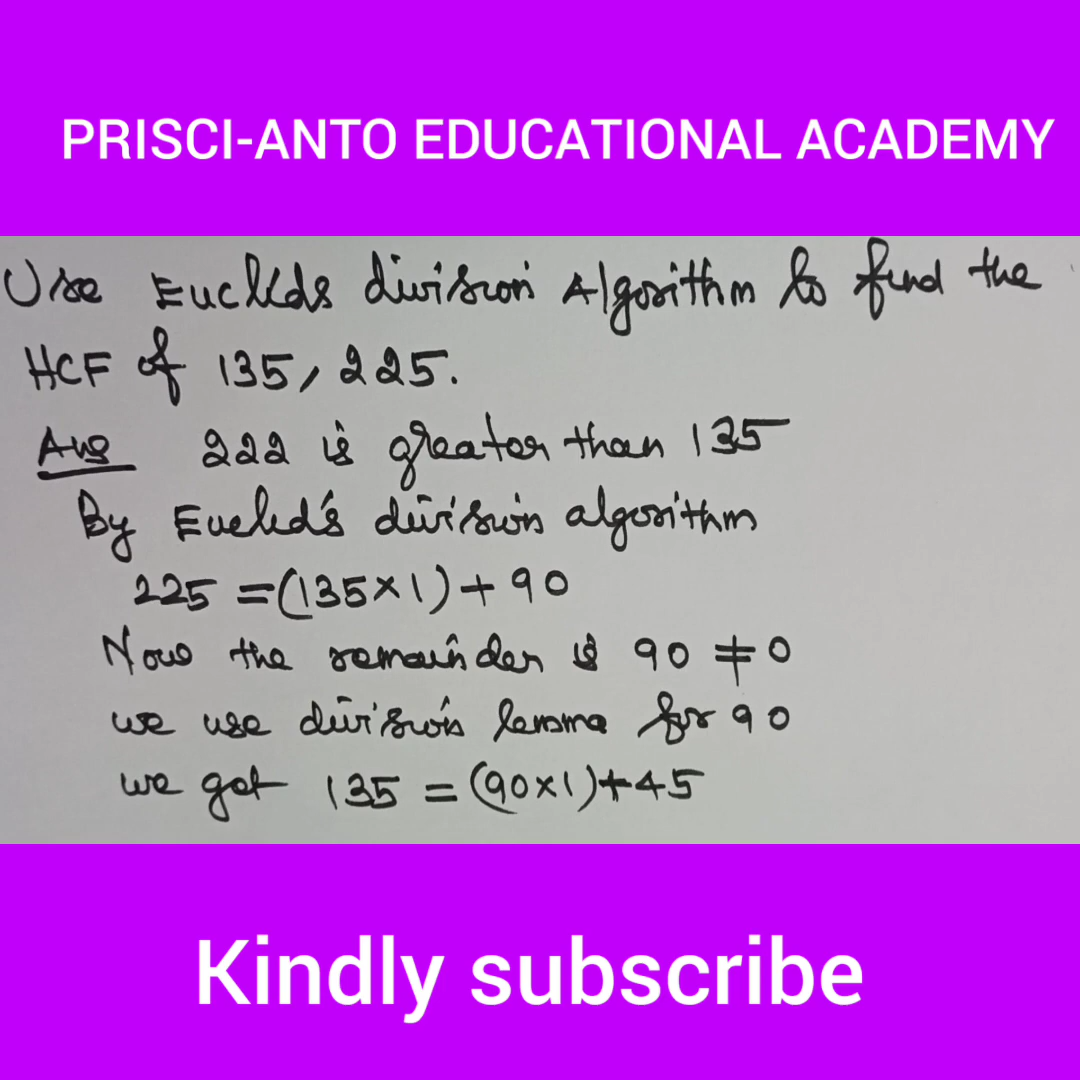 PRISCI-ANTO EDUCATIONAL ACADEMY
Use Euclids division Algorithm to find the
HCF of 135, 225.
Ans 222 is greater than 135
By Euclid's division algorithm
225 = (135×1) + 90
Now the remainder is 90 ≠ 0
we use division lemma for 90
we get 135 = (90×1)+45
Kindly subscribe